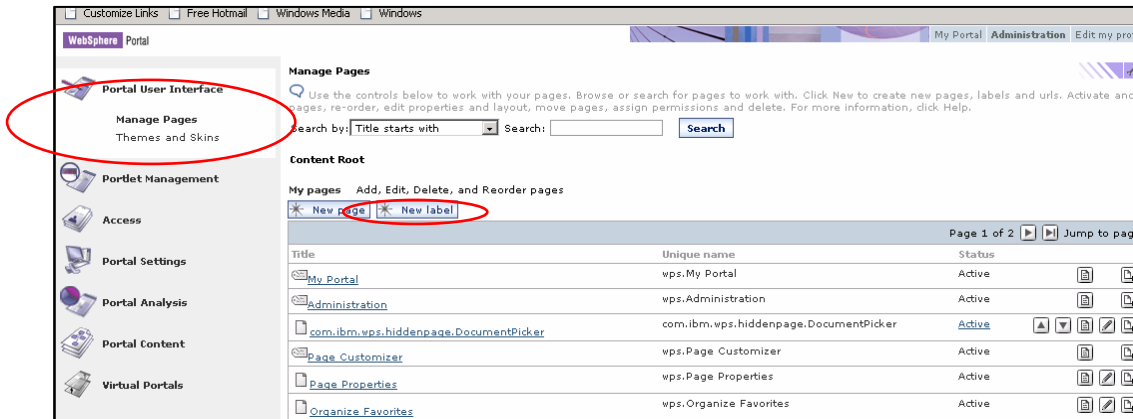 Customize Links Free Hotmail Windows Media Windows
WebSphere Portal
My Portal Administration Edit my
Portal User Interface
Manage Pages
Themes and Skins
Portlet Management
Access
Portal Settings
Portal Analysis
Portal Content
Virtual Portals
Manage Pages
Use the controls below to work with your pages. Browse or search for pages to work with. Click New to create new pages, labels and urls. Activate and
pages, re-order, edit properties and layout, move pages, assign permissions and delete. For more information, click Help.
Search by: Title starts with Search: Search
Content Root
My pages Add, Edit, Delete, and Reorder pages
New page New label
Page 1 of 2 Jump to
Title Unique name Status
My Portal wps.My Portal Active
Administration wps.Administration Active
com.ibm.wps.hiddenpage.DocumentPicker com.ibm.wps.hiddenpage.DocumentPicker Active
Page Customizer wps.Page Customizer Active
Page Properties wps.Page Properties Active
Organize Favorites wps.Organize Favorites Active